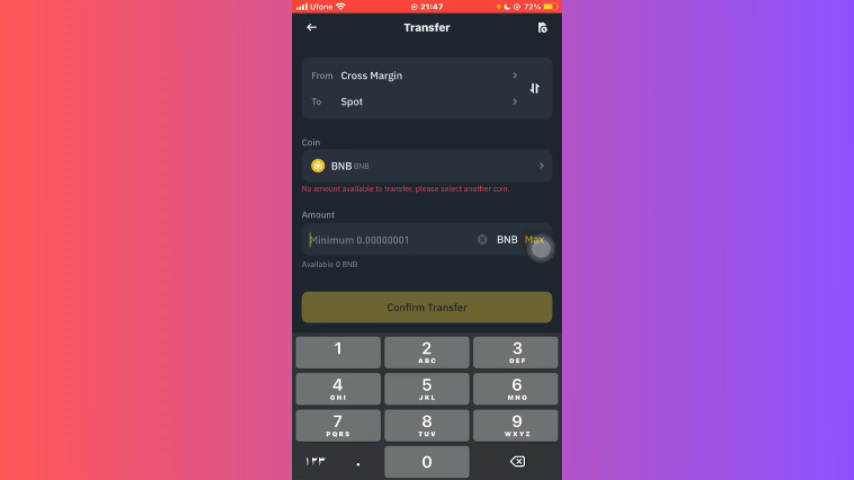 Ufone 21:47 72%
Transfer
From Cross Margin
To Spot
Coin
BNB BNB
No amount available to transfer, please select another coin.
Amount
Minimum 0.00000001 BNB Max
Available 0 BNB
Confirm Transfer
1 2 3
ABC DEF
4 5 6
GHI JKL MNO
7 8 9
PQRS TUV WXYZ
۱۲۳ . 0